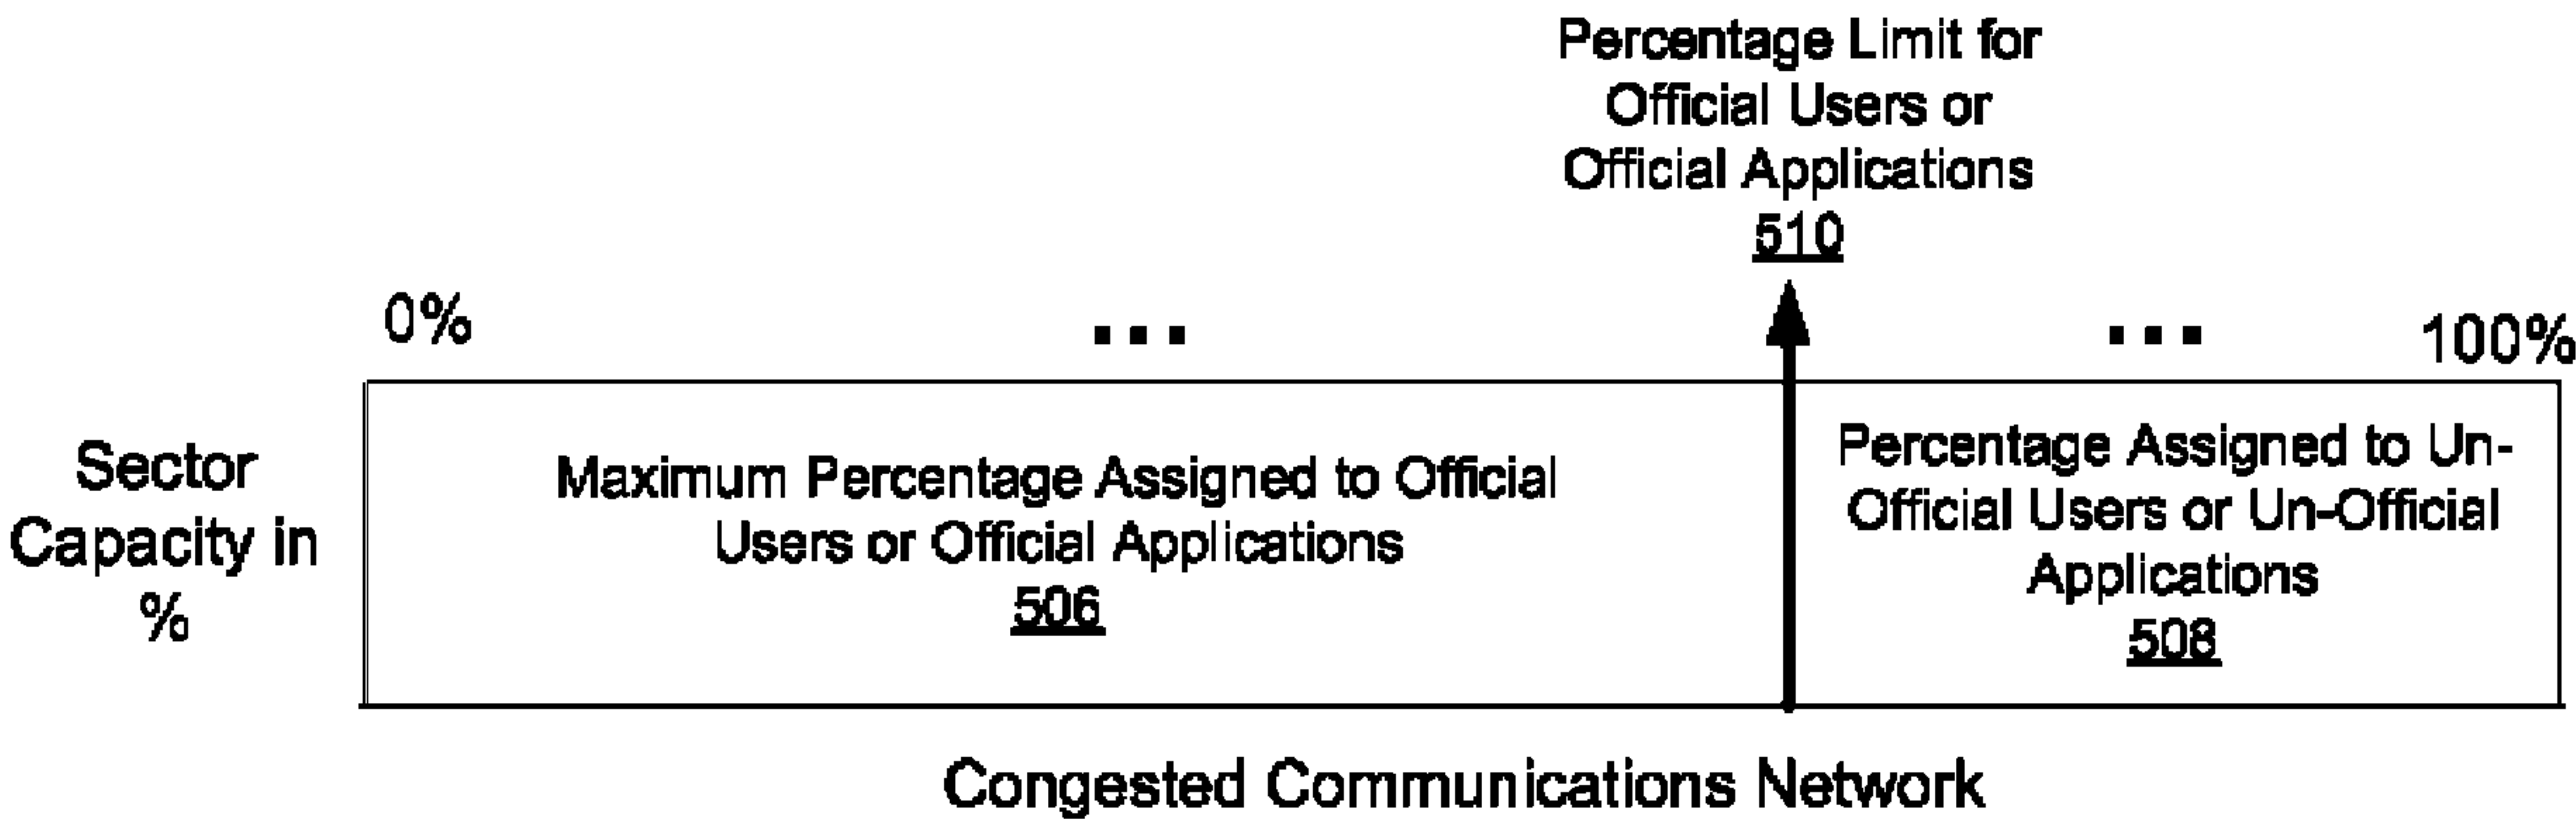 Percentage Limit for
Official Users or
Official Applications
510
0%
...
...
100%
Sector
Capacity in
%
Maximum Percentage Assigned to Official
Users or Official Applications
506
Percentage Assigned to Un-
Official Users or Un-Official
Applications
508
Congested Communications Network